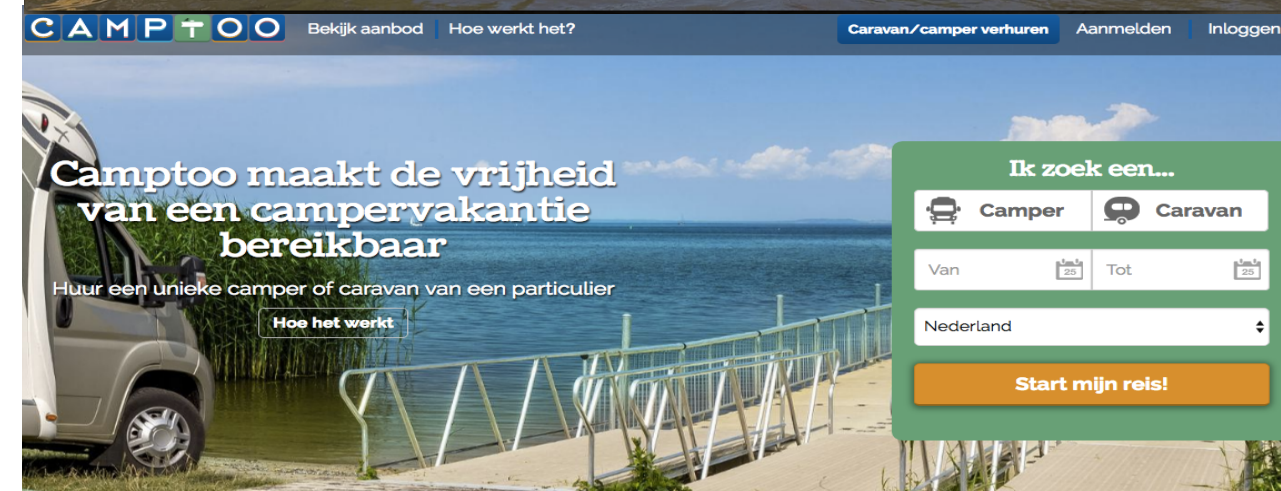 CAMPTOO Bekijk aanbod Hoe werkt het? Caravan/camper verhuren Aanmelden Inloggen
Camptoo maakt de vrijheid
van een campervakantie
bereikbaar
Huur een unieke camper of caravan van een particulier
Hoe het werkt
Ik zoek een...
Camper Caravan
Van 25 Tot 25
Nederland
Start mijn reis!